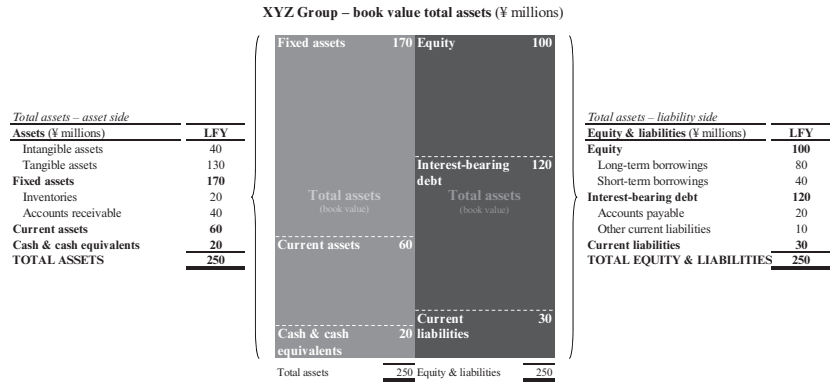 XYZ Group – book value total assets (¥ millions)
Total assets – asset side
Assets (¥ millions) LFY
Intangible assets 40
Tangible assets 130
Fixed assets 170
Inventories 20
Accounts receivable 40
Current assets 60
Cash & cash equivalents 20
TOTAL ASSETS 250
Fixed assets 170
Total assets
(book value)
Current assets 60
Cash & cash 20
equivalents
Total assets 250
Equity 100
Interest-bearing 120
debt
Total assets
(book value)
Current 30
liabilities
Equity & liabilities 250
Total assets – liability side
Equity & liabilities (¥ millions) LFY
Equity 100
Long-term borrowings 80
Short-term borrowings 40
Interest-bearing debt 120
Accounts payable 20
Other current liabilities 10
Current liabilities 30
TOTAL EQUITY & LIABILITIES 250